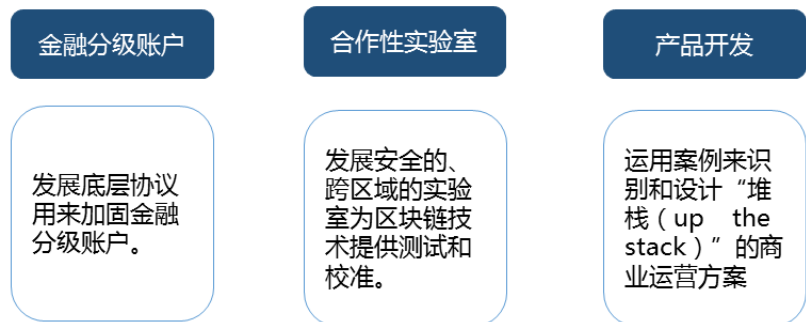 金融分级账户
合作性实验室
产品开发
发展底层协议
用来加固金融
分级账户。
发展安全的、
跨区域的实验
室为区块链技
术提供测试和
校准。
运用案例来识
别和设计“堆
栈（up the
stack）”的商
业运营方案